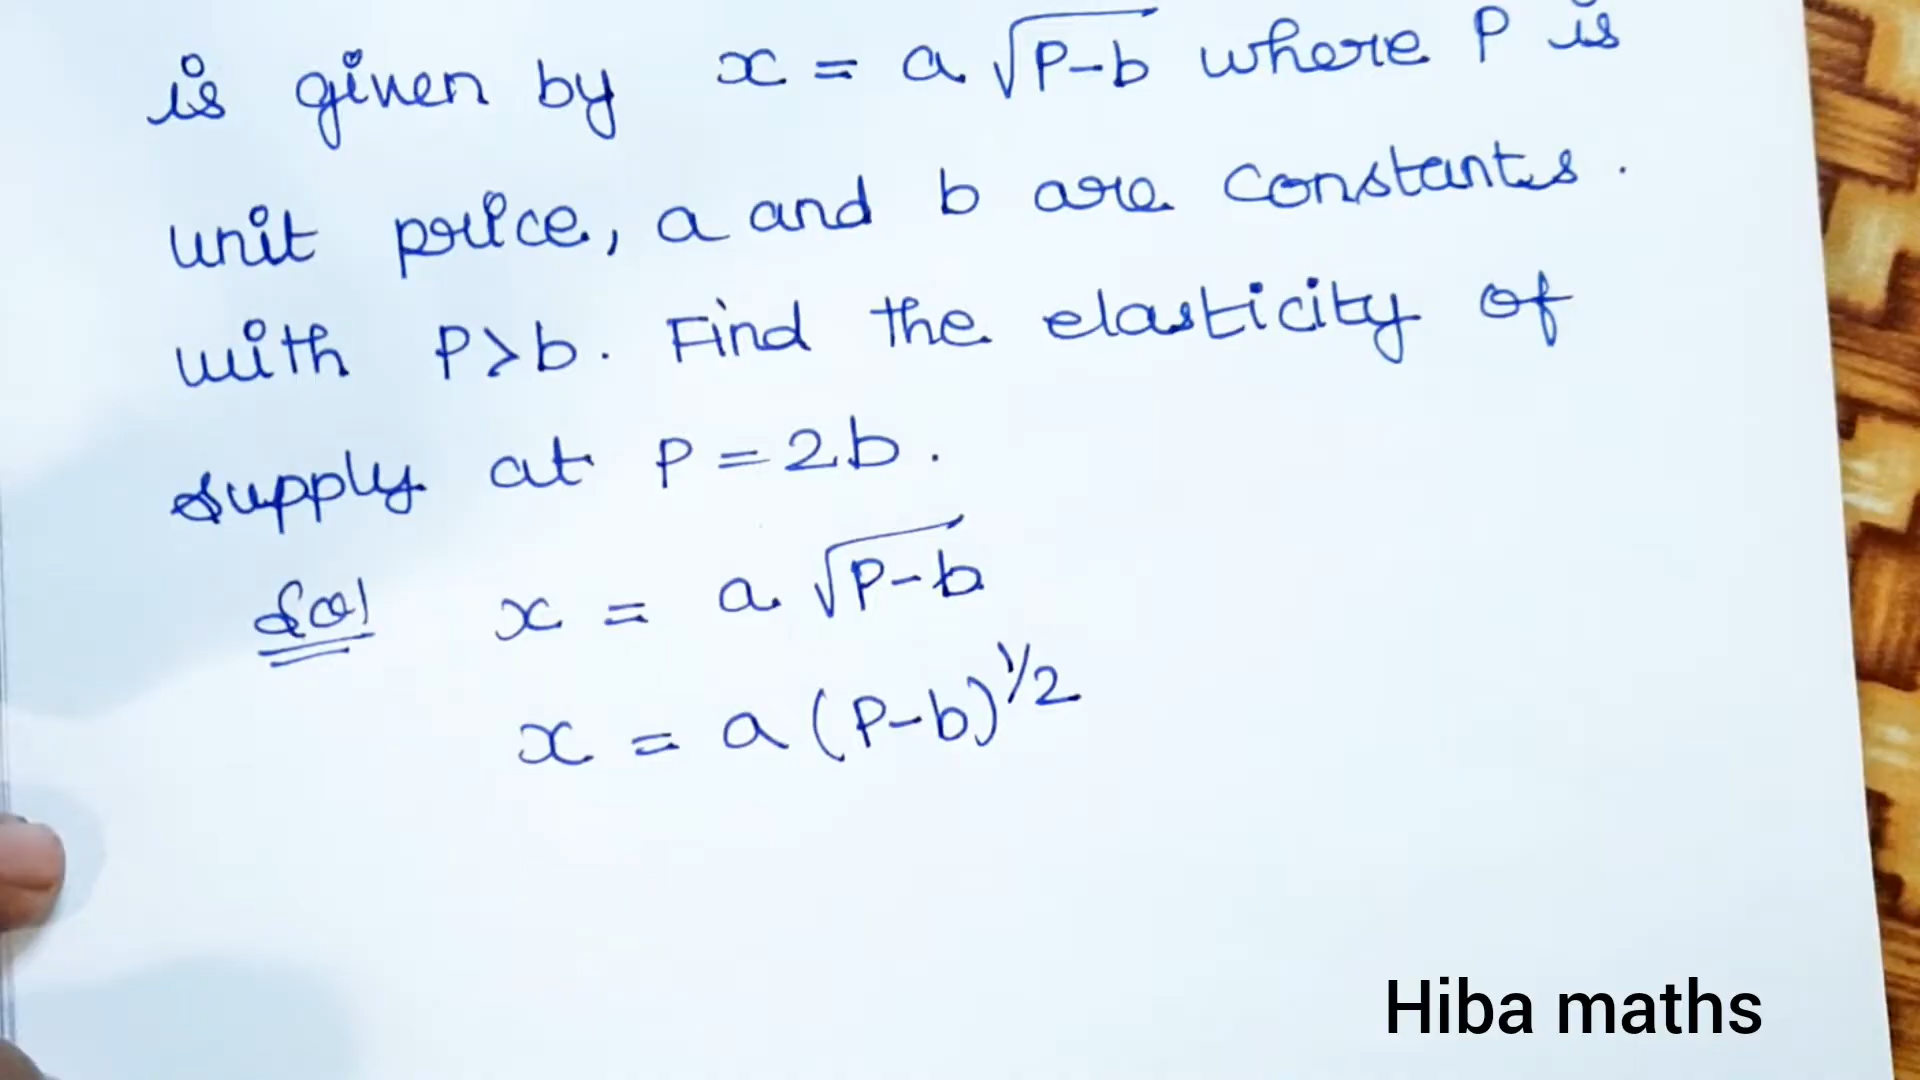 is given by x = a √P-b where P is
unit price, a and b are constants.
with P>b. Find the elasticity of
supply at P = 2b.
Sol x = a √P-b
x = a (P-b)^1/2
Hiba maths